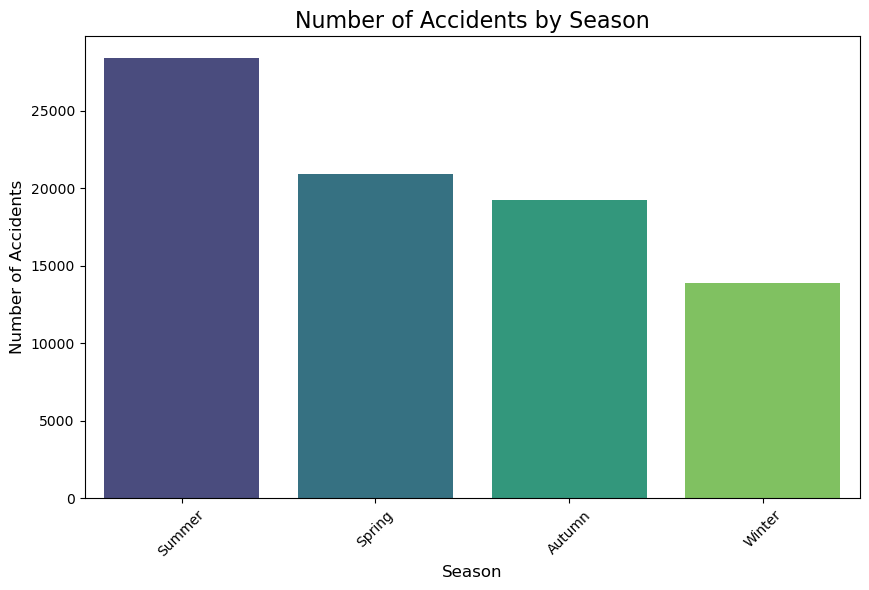 Number of Accidents by Season
Number of Accidents
25000
20000
15000
10000
5000
0
Summer
Spring
Autumn
Winter
Season